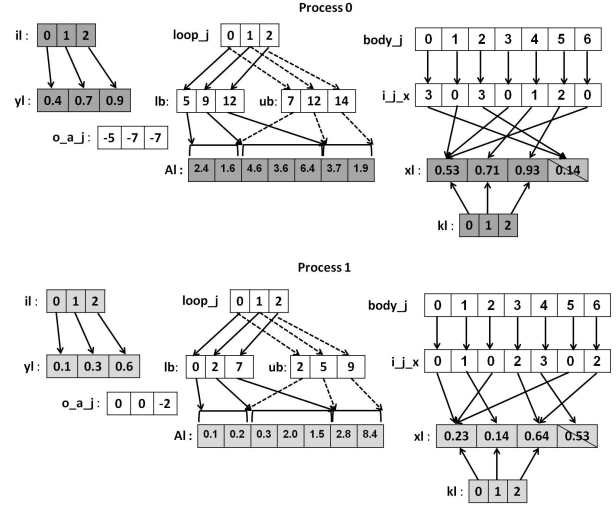 Process 0
il : 0 1 2
loop_j 0 1 2
body_j 0 1 2 3 4 5 6
yl : 0.4 0.7 0.9
lb: 5 9 12 ub: 7 12 14
i_j_x 3 0 3 0 1 2 0
o_a_j : -5 -7 -7
Al : 2.4 1.6 4.6 3.6 6.4 3.7 1.9
xl : 0.53 0.71 0.93 0.14
kl : 0 1 2
Process 1
il : 0 1 2
loop_j 0 1 2
body_j 0 1 2 3 4 5 6
yl : 0.1 0.3 0.6
lb: 0 2 7 ub: 2 5 9
i_j_x 0 1 0 2 3 0 2
o_a_j : 0 0 -2
Al : 0.1 0.2 0.3 2.0 1.5 2.8 8.4
xl : 0.23 0.14 0.64 0.53
kl : 0 1 2